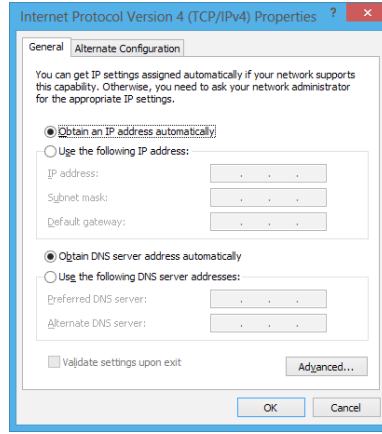 Internet Protocol Version 4 (TCP/IPv4) Properties ? ×
General Alternate Configuration
You can get IP settings assigned automatically if your network supports
this capability. Otherwise, you need to ask your network administrator
for the appropriate IP settings.
Obtain an IP address automatically
Use the following IP address:
IP address:
Subnet mask:
Default gateway:
Obtain DNS server address automatically
Use the following DNS server addresses:
Preferred DNS server:
Alternate DNS server:
Validate settings upon exit
Advanced...
OK Cancel